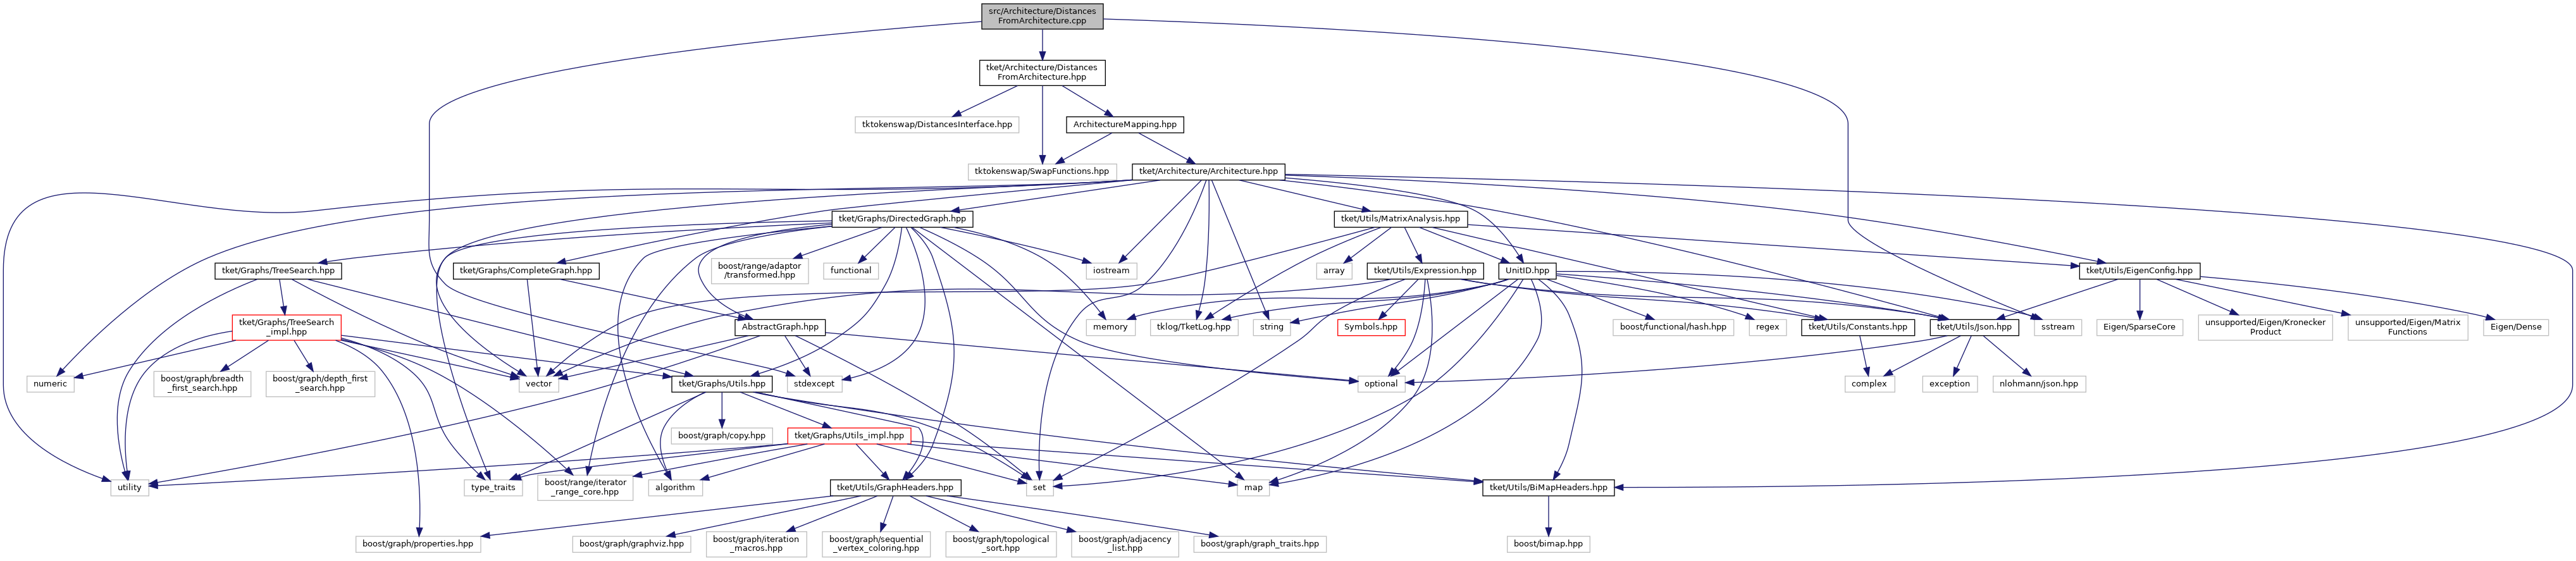 src/Architecture/Distances
FromArchitecture.cpp
tket/Architecture/Distances
FromArchitecture.hpp
tktokenswap/DistancesInterface.hpp
ArchitectureMapping.hpp
tktokenswap/SwapFunctions.hpp
tket/Architecture/Architecture.hpp
tket/Graphs/DirectedGraph.hpp
tket/Utils/MatrixAnalysis.hpp
tket/Graphs/TreeSearch.hpp
tket/Graphs/CompleteGraph.hpp
boost/range/adaptor
/transformed.hpp
functional
iostream
array
tket/Utils/Expression.hpp
UnitID.hpp
tket/Utils/EigenConfig.hpp
tket/Graphs/TreeSearch
_impl.hpp
AbstractGraph.hpp
memory
tklog/TketLog.hpp
string
Symbols.hpp
boost/functional/hash.hpp
regex
tket/Utils/Constants.hpp
tket/Utils/Json.hpp
sstream
Eigen/SparseCore
unsupported/Eigen/Kronecker
Product
unsupported/Eigen/Matrix
Functions
Eigen/Dense
numeric
boost/graph/breadth
_first_search.hpp
boost/graph/depth_first
_search.hpp
vector
tket/Graphs/Utils.hpp
stdexcept
optional
complex
exception
nlohmann/json.hpp
boost/graph/copy.hpp
tket/Graphs/Utils_impl.hpp
utility
type_traits
boost/range/iterator
_range_core.hpp
algorithm
tket/Utils/GraphHeaders.hpp
set
map
tket/Utils/BiMapHeaders.hpp
boost/graph/properties.hpp
boost/graph/graphviz.hpp
boost/graph/iteration
_macros.hpp
boost/graph/sequential
_vertex_coloring.hpp
boost/graph/topological
_sort.hpp
boost/graph/adjacency
_list.hpp
boost/graph/graph_traits.hpp
boost/bimap.hpp